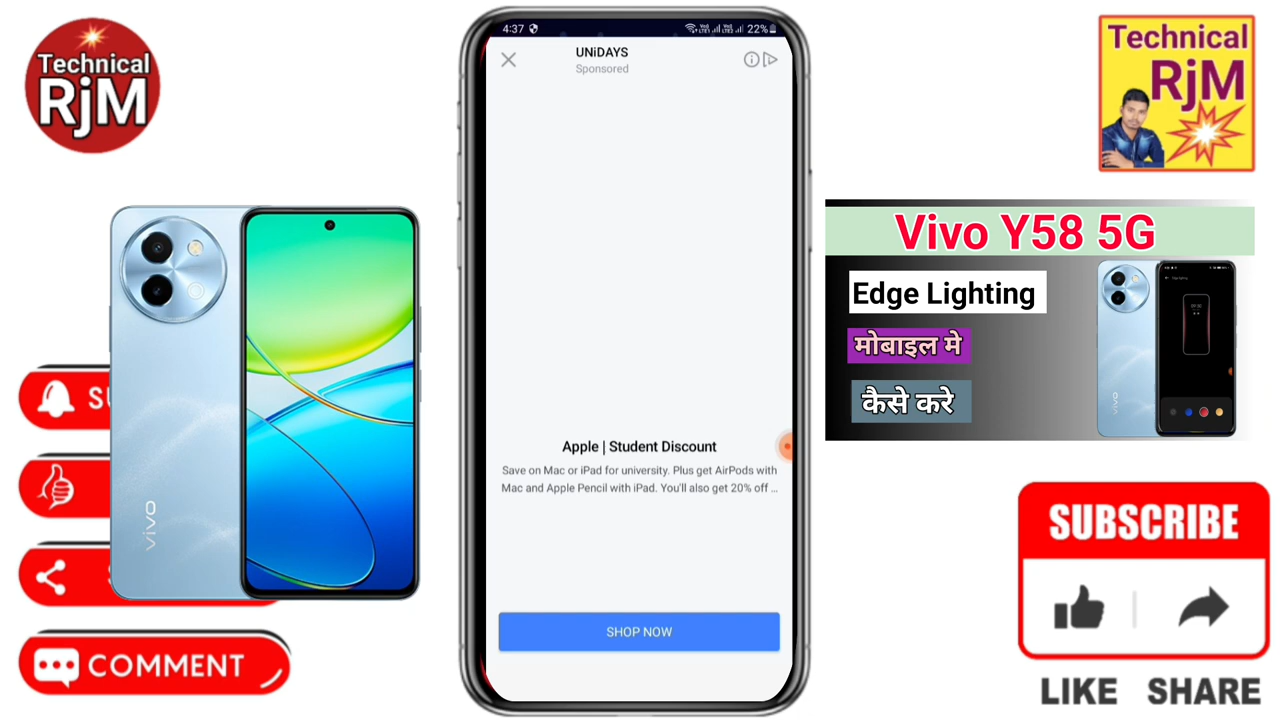 Technical
RjM
vivo
COMMENT
4:37
22%
UNiDAYS
Sponsored
Apple | Student Discount
Save on Mac or iPad for university. Plus get AirPods with
Mac and Apple Pencil with iPad. You'll also get 20% off ...
SHOP NOW
Technical
RjM
Vivo Y58 5G
Edge Lighting
मोबाइल मे
कैसे करे
vivo
SUBSCRIBE
LIKE SHARE